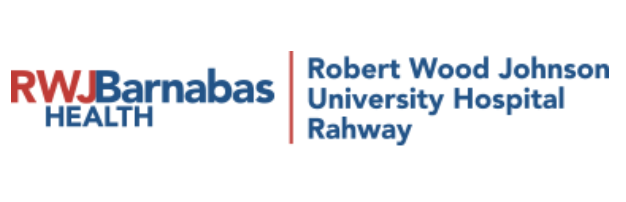 RWJBarnabas
HEALTH
Robert Wood Johnson
University Hospital
Rahway